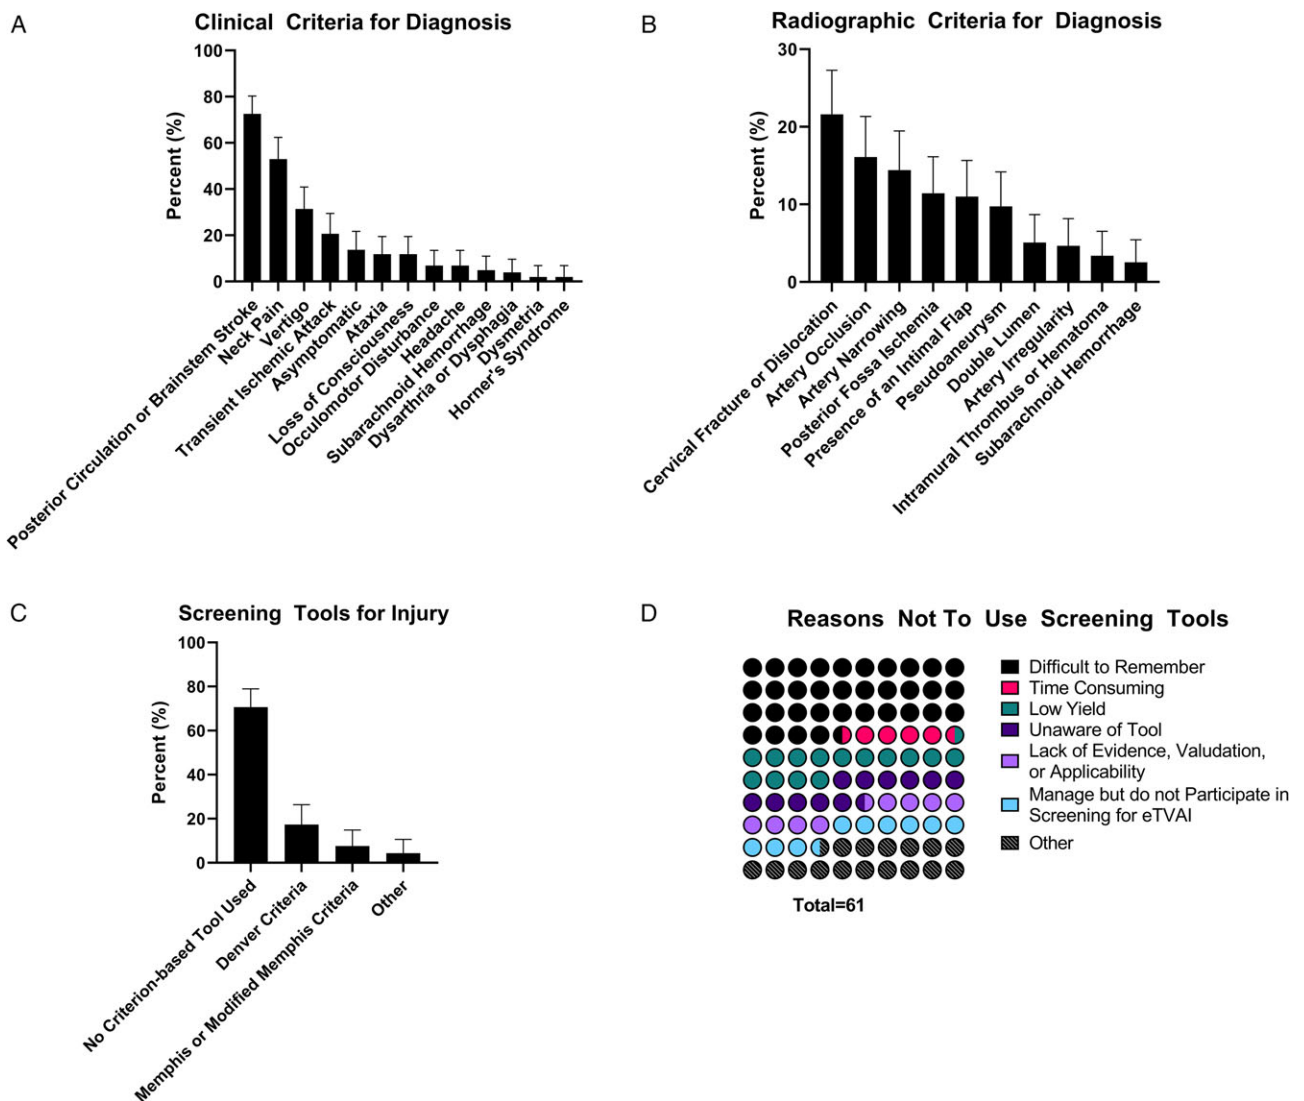 A
Clinical Criteria for Diagnosis
Percent (%)
100
80
60
40
20
0
Posterior Circulation or Brainstem Stroke
Neck Pain
Vertigo
Transient Ischemic Attack
Asymptomatic
Ataxia
Loss of Consciousness
Occulomotor Disturbance
Headache
Subarachnoid Hemorrhage
Dysarthria or Dysphagia
Dysmetria
Horner's Syndrome
B
Radiographic Criteria for Diagnosis
Percent (%)
30
20
10
0
Cervical Fracture or Dislocation
Artery Occlusion
Artery Narrowing
Posterior Fossa Ischemia
Presence of an Intimal Flap
Pseudoaneurysm
Double Lumen
Artery Irregularity
Intramural Thrombus or Hematoma
Subarachnoid Hemorrhage
C
Screening Tools for Injury
Percent (%)
100
80
60
40
20
0
No Criterion-based Tool Used
Denver Criteria
Memphis or Modified Memphis Criteria
Other
D
Reasons Not To Use Screening Tools
Difficult to Remember
Time Consuming
Low Yield
Unaware of Tool
Lack of Evidence, Valudation,
or Applicability
Manage but do not Participate in
Screening for eTVAI
Other
Total=61